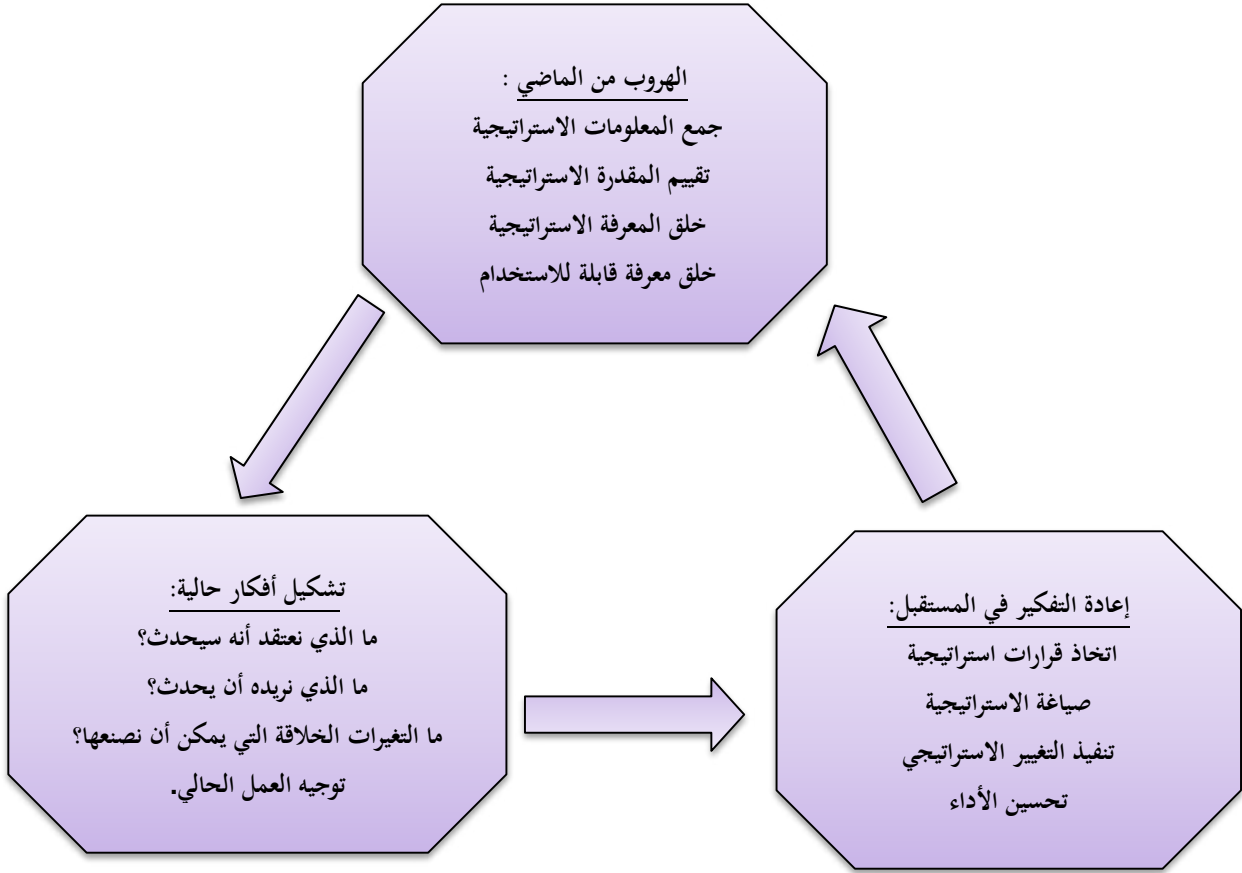 الهروب من الماضي :
جمع المعلومات الاستراتيجية
تقييم المقدرة الاستراتيجية
خلق المعرفة الاستراتيجية
خلق معرفة قابلة للاستخدام
تشكيل أفكار حالية:
ما الذي نعتقد أنه سيحدث؟
ما الذي نريده أن يحدث؟
ما التغيرات الخلاقة التي يمكن أن نصنعها؟
توجيه العمل الحالي.
إعادة التفكير في المستقبل:
اتخاذ قرارات استراتيجية
صياغة الاستراتيجية
تنفيذ التغيير الاستراتيجي
تحسين الأداء